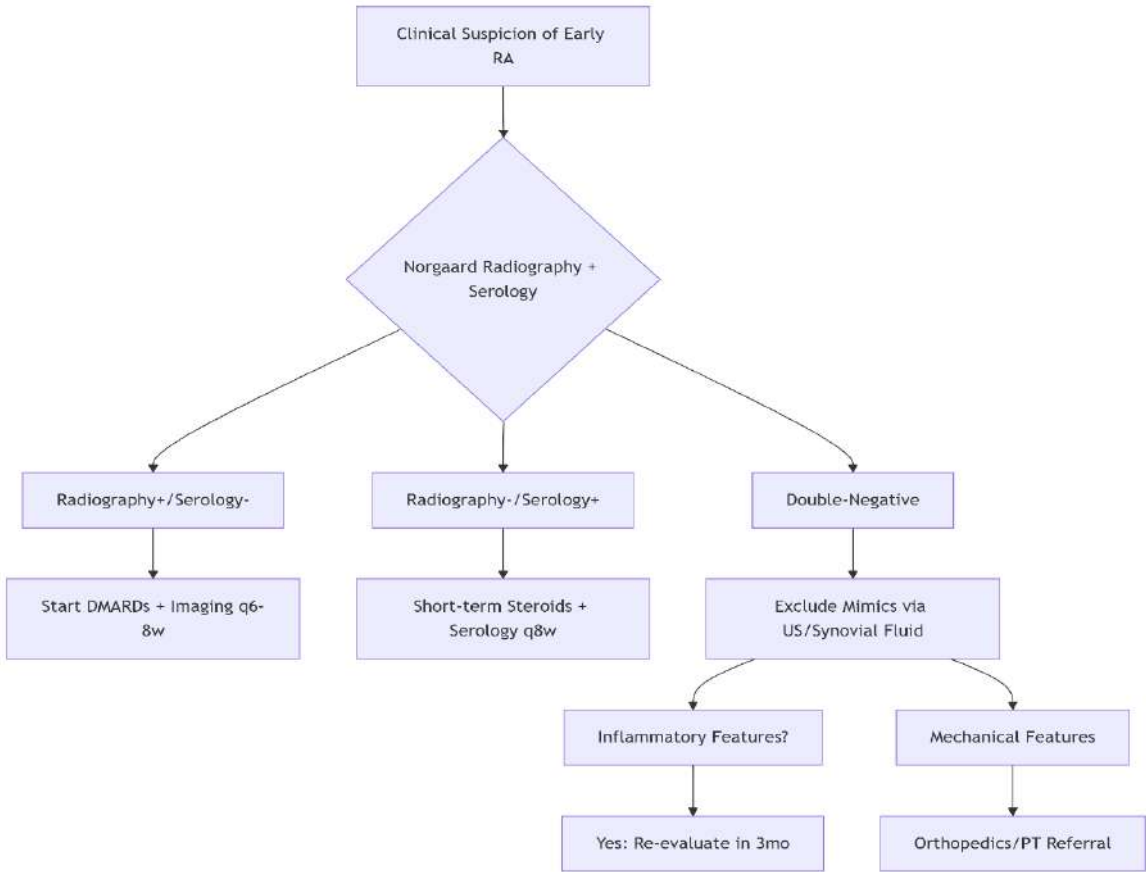 Clinical Suspicion of Early
RA
Norgaard Radiography +
Serology
Radiography+/Serology-
Radiography-/Serology+
Double-Negative
Start DMARDs + Imaging q6-
8w
Short-term Steroids +
Serology q8w
Exclude Mimics via
US/Synovial Fluid
Inflammatory Features?
Mechanical Features
Yes: Re-evaluate in 3mo
Orthopedics/PT Referral